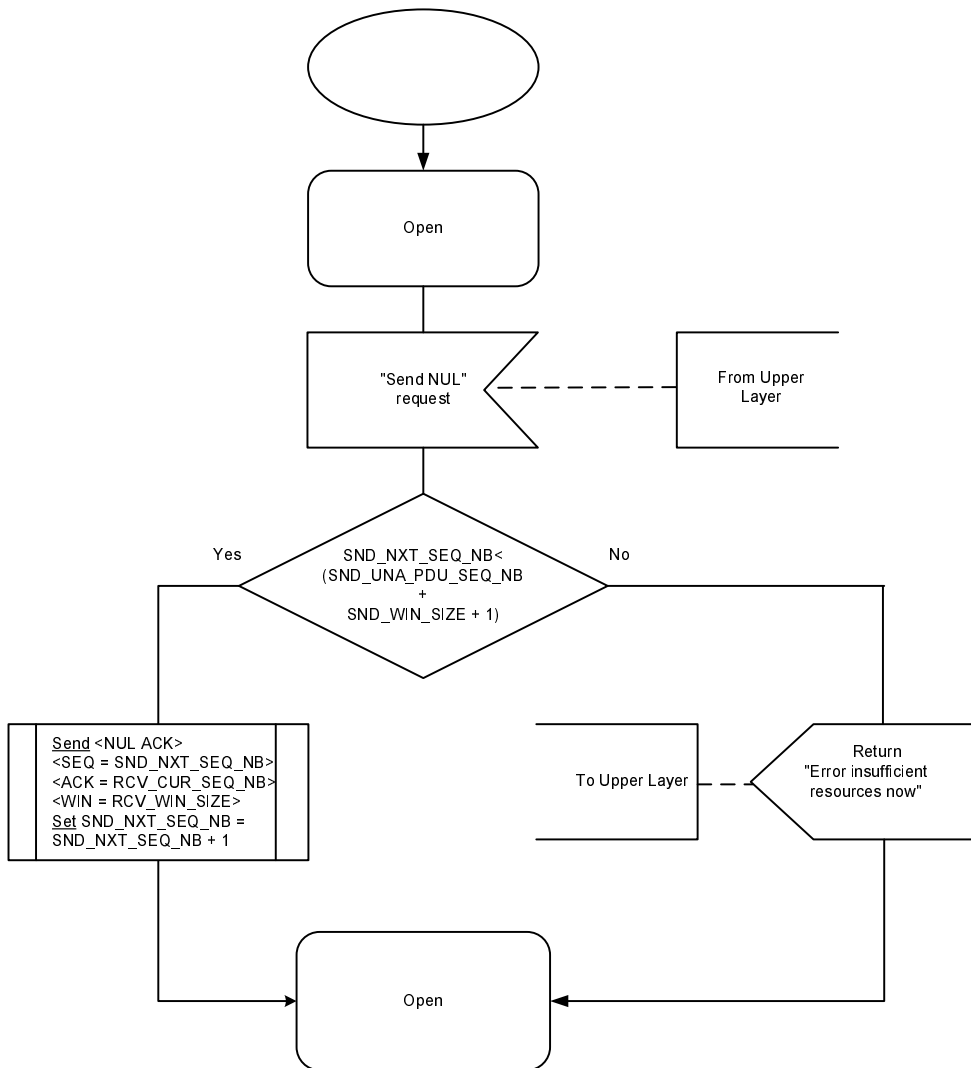 Open
"Send NUL"
request
From Upper
Layer
Yes
No
SND_NXT_SEQ_NB<
(SND_UNA_PDU_SEQ_NB
+
SND_WIN_SIZE + 1)
Send <NUL ACK>
<SEQ = SND_NXT_SEQ_NB>
<ACK = RCV_CUR_SEQ_NB>
<WIN = RCV_WIN_SIZE>
Set SND_NXT_SEQ_NB =
SND_NXT_SEQ_NB + 1
To Upper Layer
Return
"Error insufficient
resources now"
Open